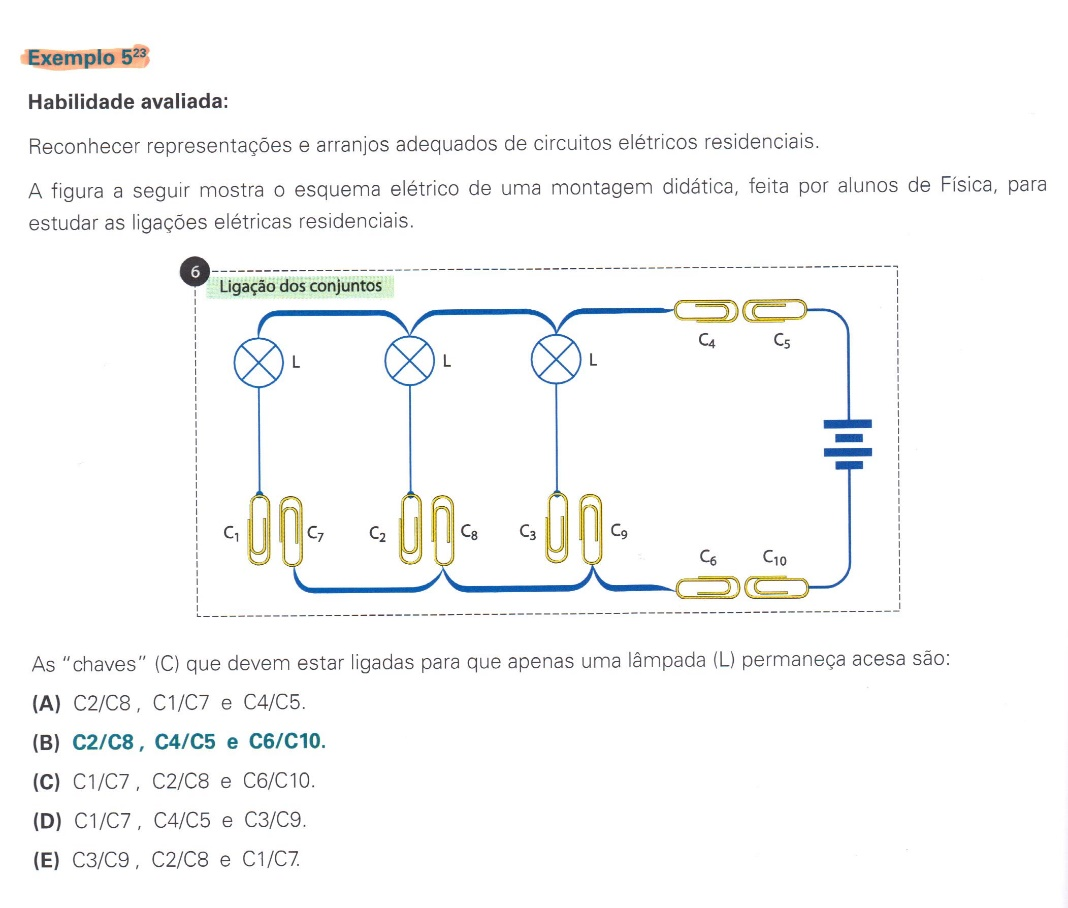 Exemplo 5²³
Habilidade avaliada:
Reconhecer representações e arranjos adequados de circuitos elétricos residenciais.
A figura a seguir mostra o esquema elétrico de uma montagem didática, feita por alunos de Física, para
estudar as ligações elétricas residenciais.
6
Ligação dos conjuntos
L L L
C₄ C₅
C₁ C₇ C₂ C₈ C₃ C₉
C₆ C₁₀
As “chaves” (C) que devem estar ligadas para que apenas uma lâmpada (L) permaneça acesa são:
(A) C2/C8 , C1/C7 e C4/C5.
(B) C2/C8 , C4/C5 e C6/C10.
(C) C1/C7 , C2/C8 e C6/C10.
(D) C1/C7 , C4/C5 e C3/C9.
(E) C3/C9 , C2/C8 e C1/C7.